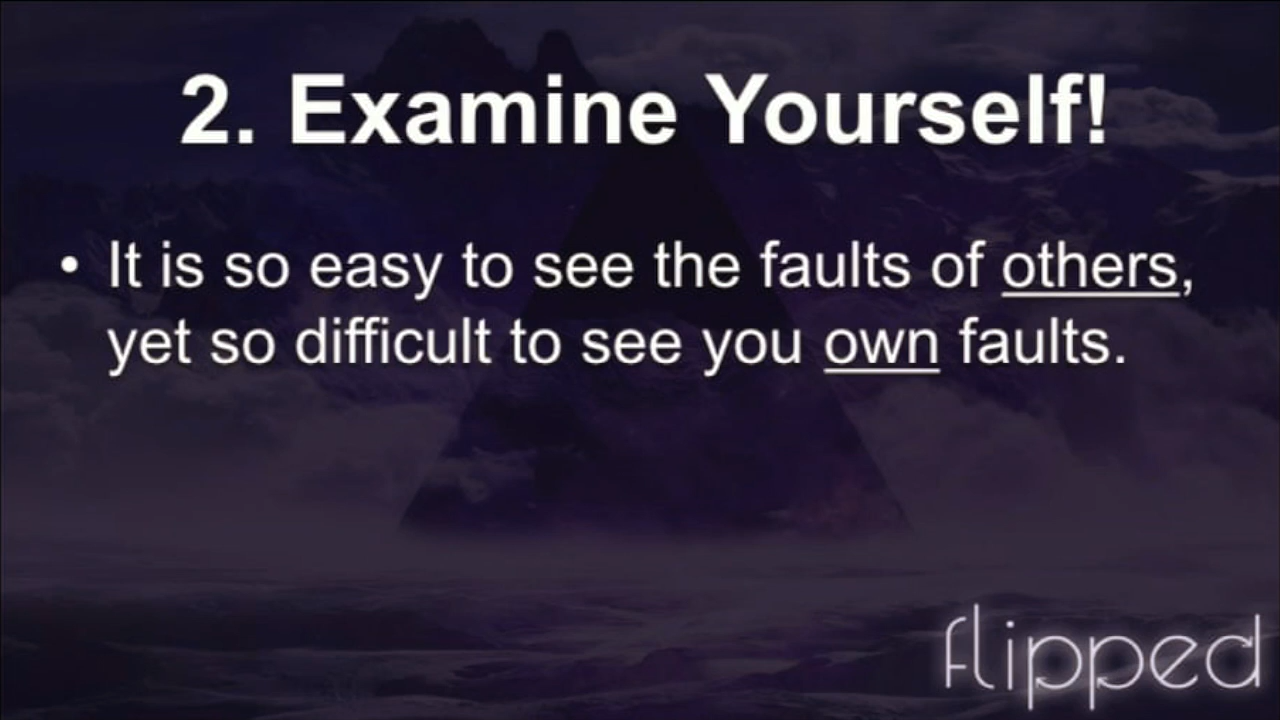 2. Examine Yourself!
• It is so easy to see the faults of others,
yet so difficult to see you own faults.
flipped